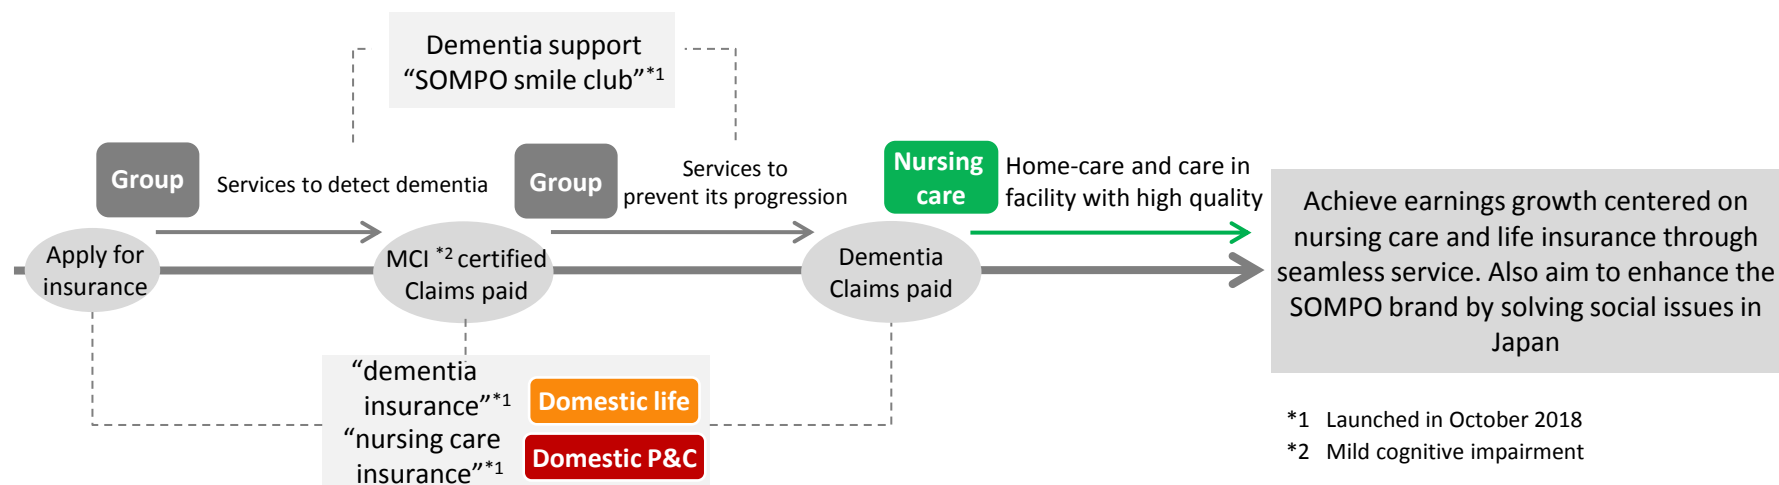 Dementia support
“SOMPO smile club”*1
Group
Services to detect dementia
Group
Services to
prevent its progression
Nursing
care
Home-care and care in
facility with high quality
Apply for
insurance
MCI *2 certified
Claims paid
Dementia
Claims paid
Achieve earnings growth centered on
nursing care and life insurance through
seamless service. Also aim to enhance the
SOMPO brand by solving social issues in
Japan
“dementia
insurance”*1
Domestic life
“nursing care
insurance”*1
Domestic P&C
*1 Launched in October 2018
*2 Mild cognitive impairment